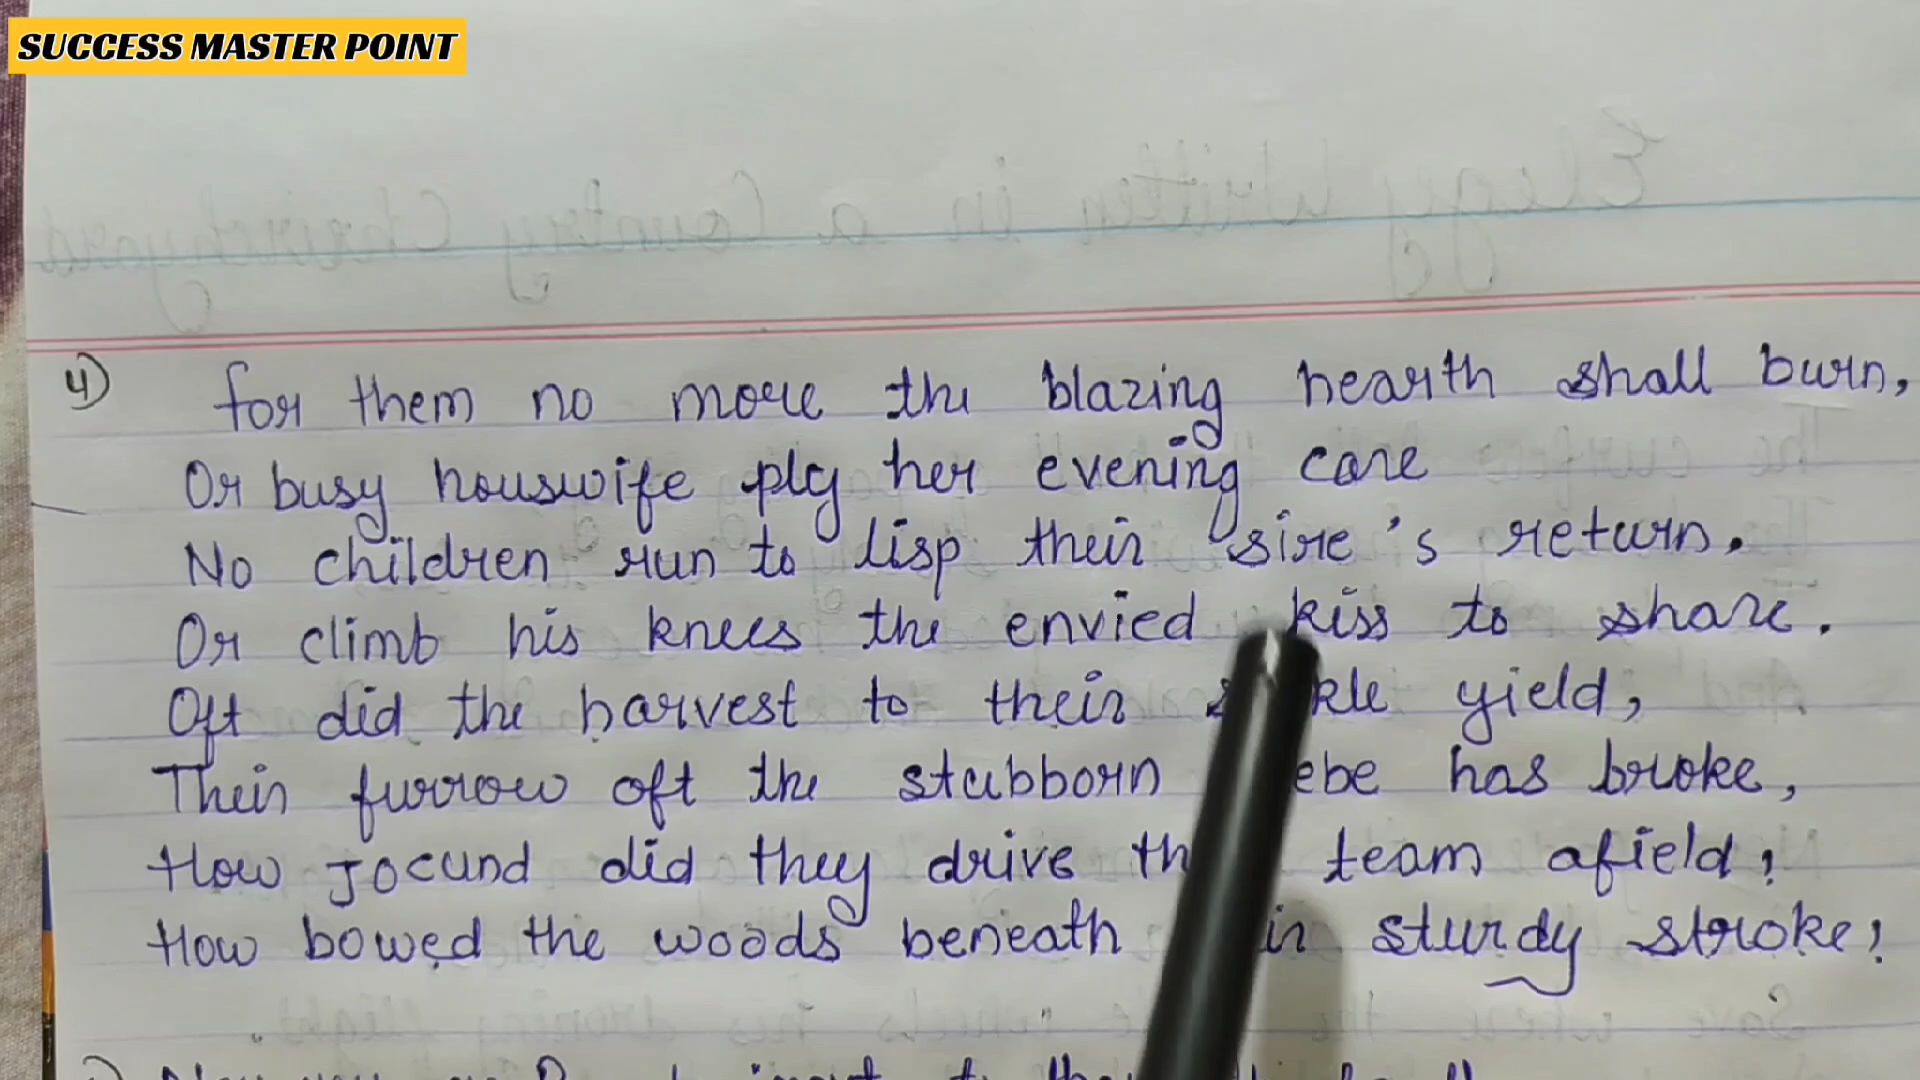 SUCCESS MASTER POINT
4) for them no more the blazing hearth shall burn,
Or busy houswife ply her evening care
No children run to lisp their sire's return.
Or climb his knees the envied kiss to share.
Oft did the harvest to their kle yield,
Their furrow oft the stubborn ebe has broke,
How Jocund did they drive th team afield!
How bowed the woods beneath ir sturdy stroke!